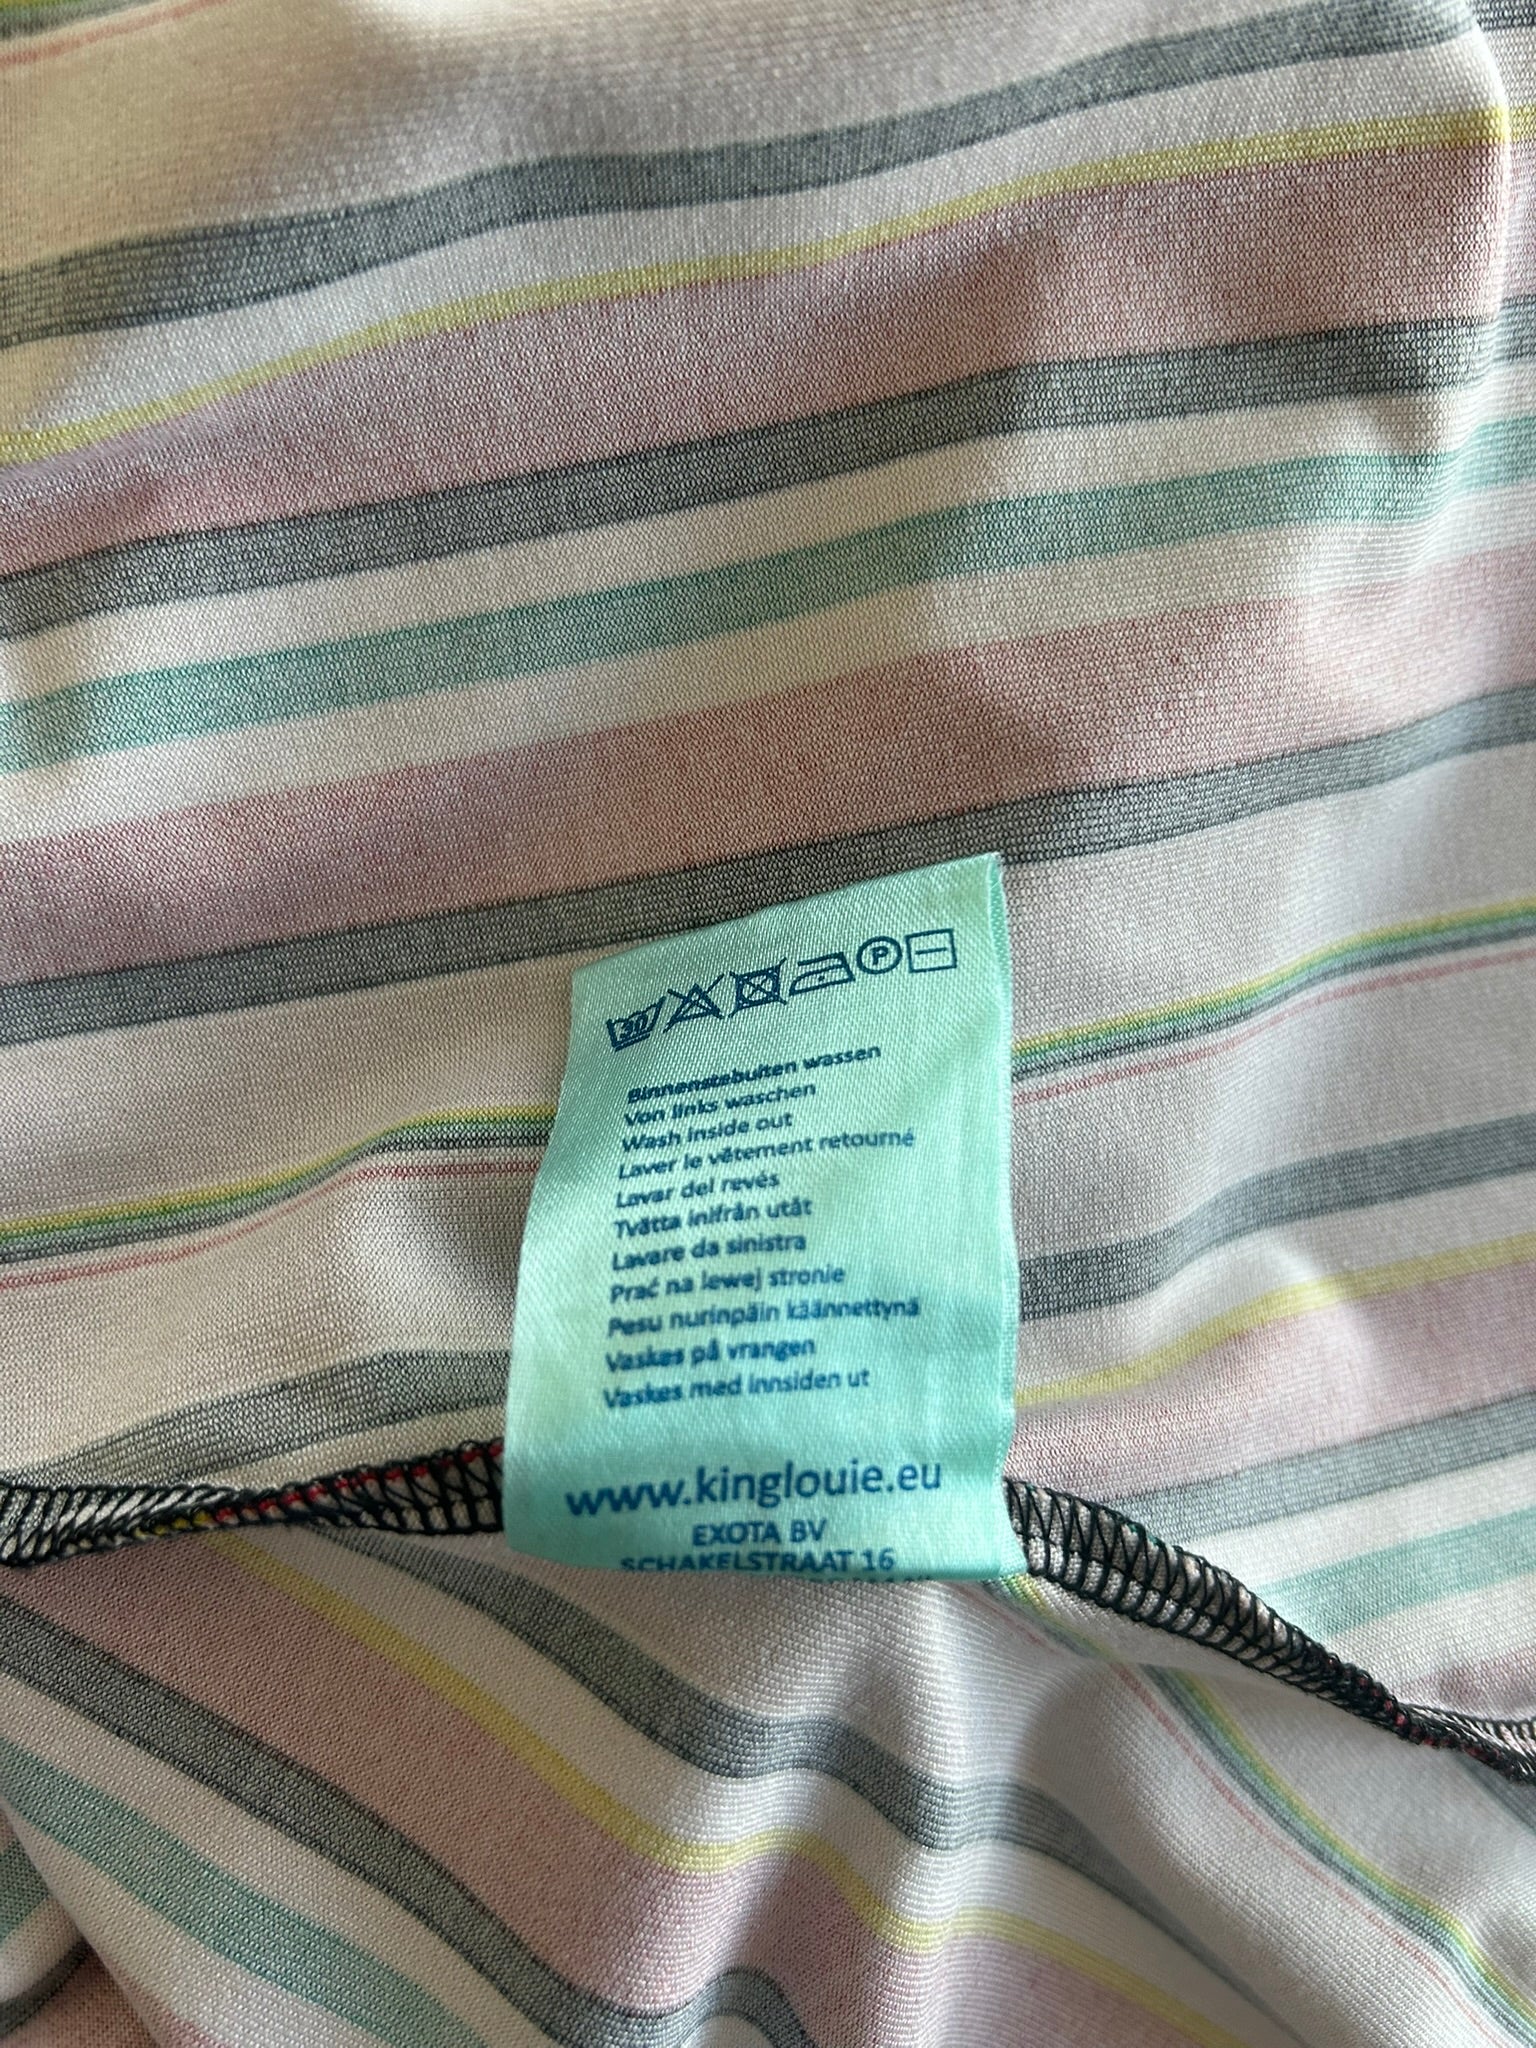 30
P
Binnenstebuiten wassen
Von links waschen
Wash inside out
Laver le vêtement retourné
Lavar del revés
Tvätta inifrån utåt
Lavare da sinistra
Prać na lewej stronie
Pesu nurinpäin käännettynä
Vaskes på vrangen
Vaskes med innsiden ut
www.kinglouie.eu
EXOTA BV
SCHAKELSTRAAT 16